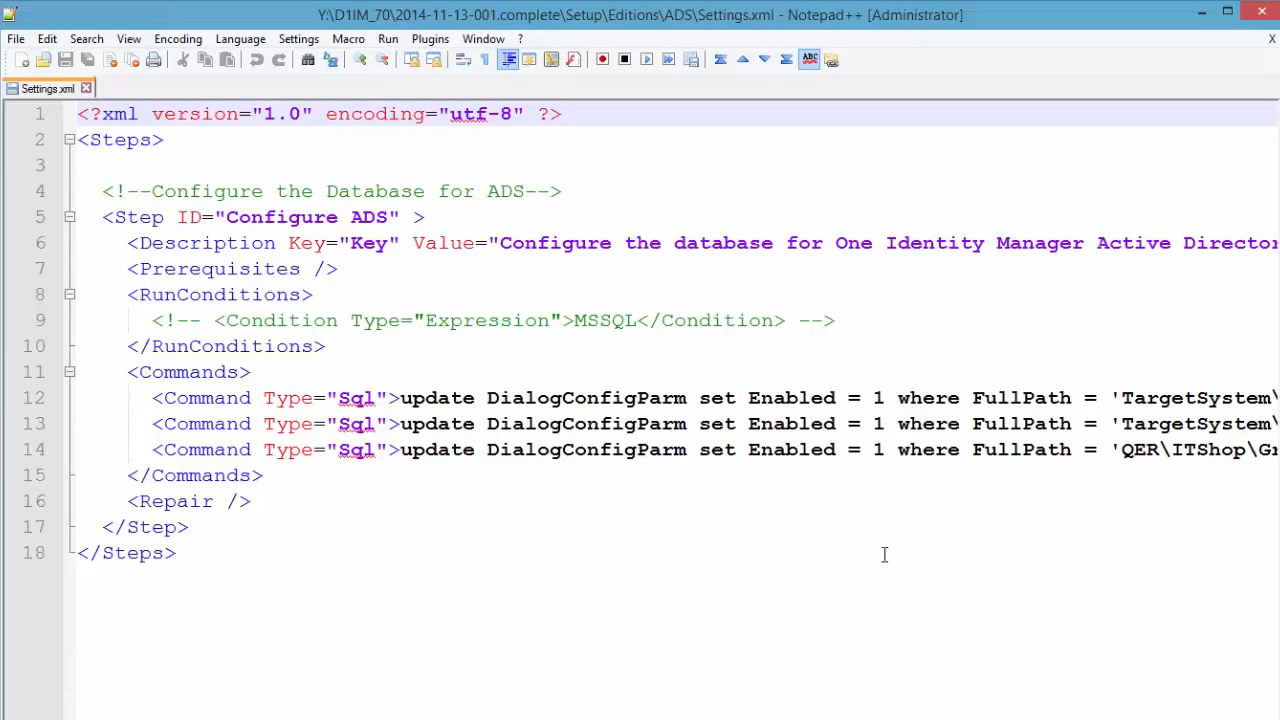 Y:\D1IM_70\2014-11-13-001.complete\Setup\Editions\ADS\Settings.xml - Notepad++ [Administrator]
File Edit Search View Encoding Language Settings Macro Run Plugins Window ? X
ABC
Settings.xml
1 <?xml version="1.0" encoding="utf-8" ?>
2 <Steps>
3
4 <!--Configure the Database for ADS-->
5 <Step ID="Configure ADS" >
6 <Description Key="Key" Value="Configure the database for One Identity Manager Active Director
7 <Prerequisites />
8 <RunConditions>
9 <!-- <Condition Type="Expression">MSSQL</Condition> -->
10 </RunConditions>
11 <Commands>
12 <Command Type="Sql">update DialogConfigParm set Enabled = 1 where FullPath = 'TargetSystem\
13 <Command Type="Sql">update DialogConfigParm set Enabled = 1 where FullPath = 'TargetSystem\
14 <Command Type="Sql">update DialogConfigParm set Enabled = 1 where FullPath = 'QER\ITShop\Gr
15 </Commands>
16 <Repair />
17 </Step>
18 </Steps>